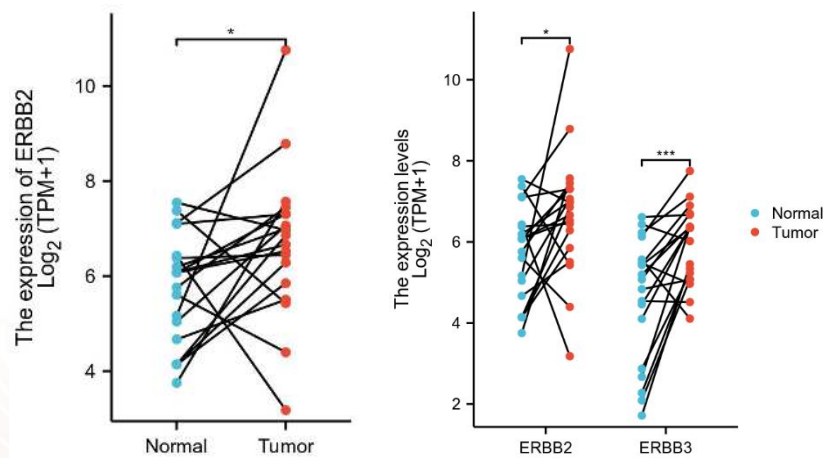 The expression of ERBB2
Log2 (TPM+1)
10
8
6
4
*
Normal
Tumor
The expression levels
Log2 (TPM+1)
10
8
6
4
2
*
***
ERBB2
ERBB3
Normal
Tumor